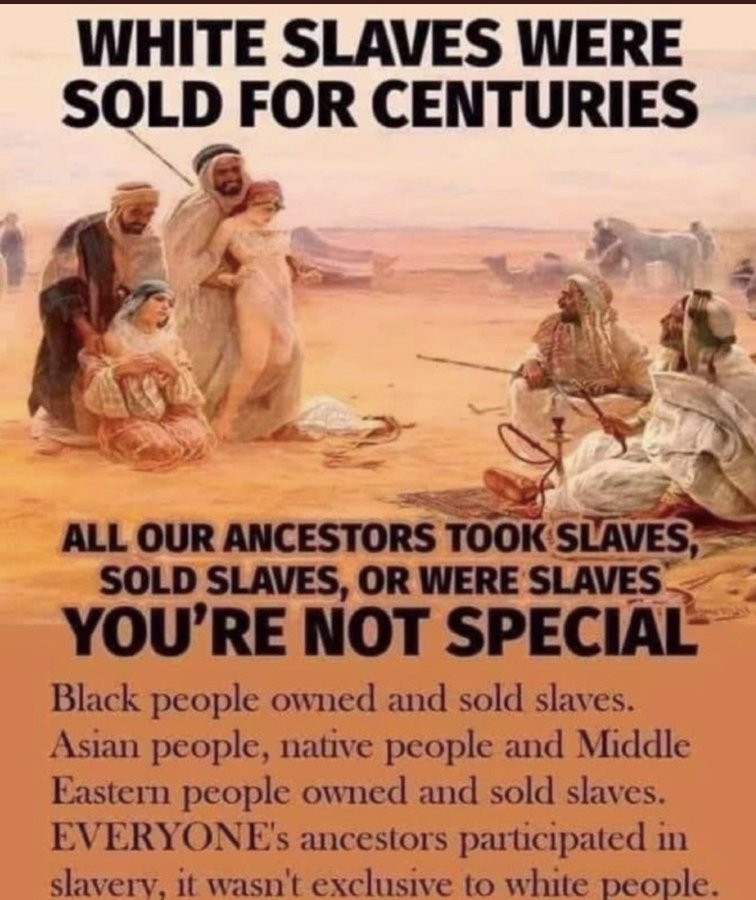 WHITE SLAVES WERE
SOLD FOR CENTURIES
ALL OUR ANCESTORS TOOK SLAVES,
SOLD SLAVES, OR WERE SLAVES
YOU'RE NOT SPECIAL
Black people owned and sold slaves.
Asian people, native people and Middle
Eastern people owned and sold slaves.
EVERYONE's ancestors participated in
slavery, it wasn't exclusive to white people.